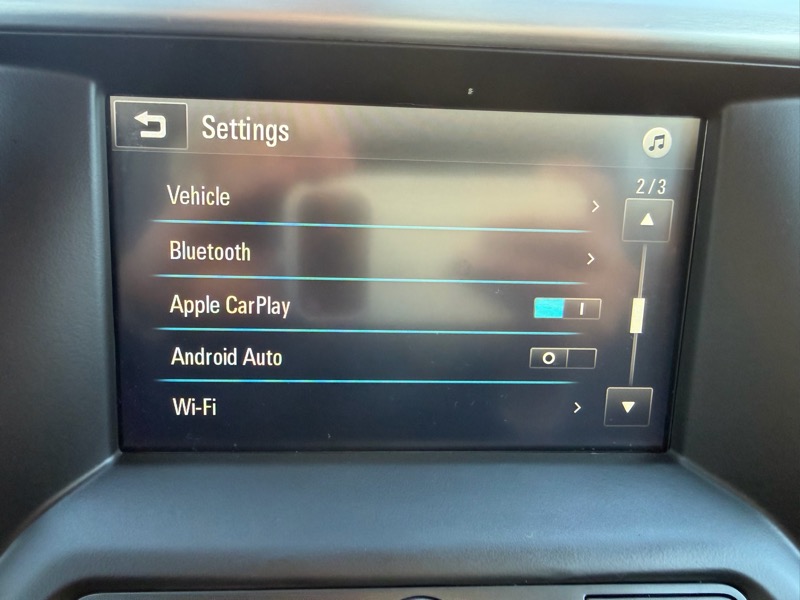 Settings
2/3
Vehicle
Bluetooth
Apple CarPlay
Android Auto
Wi-Fi